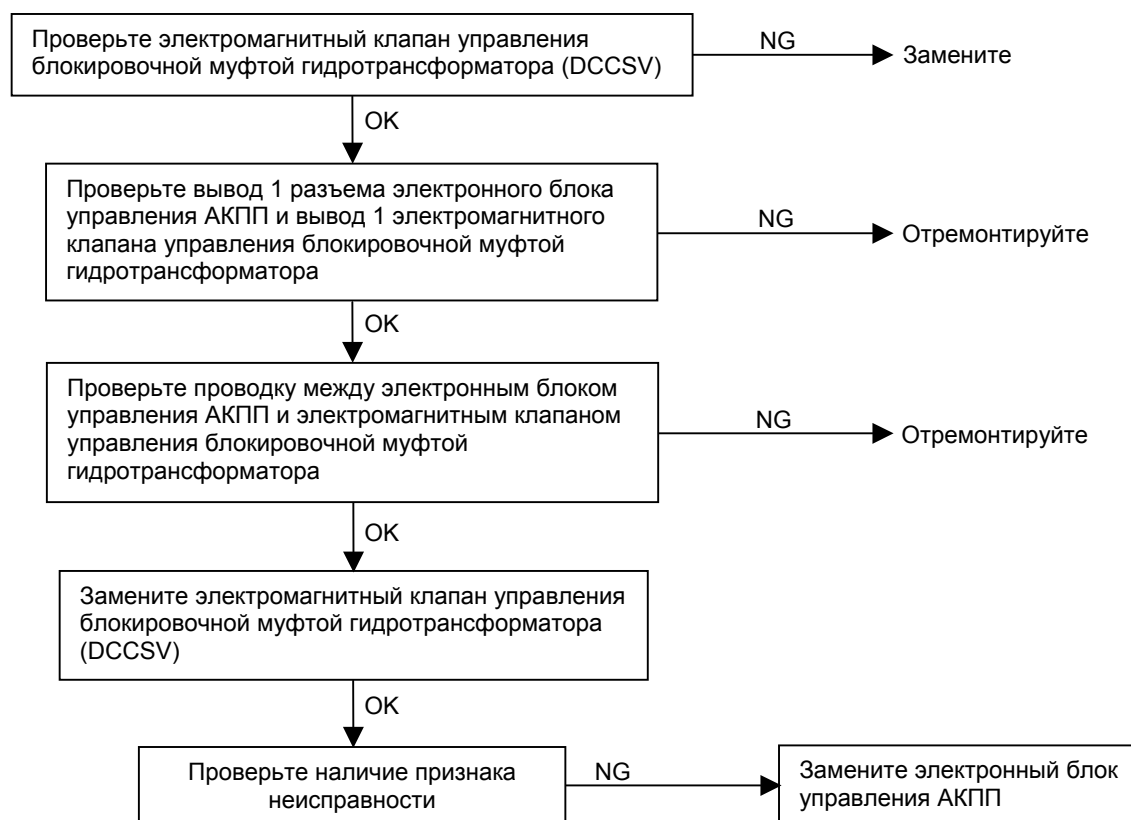 Проверьте электромагнитный клапан управления
блокировочной муфтой гидротрансформатора (DCCSV)
NG
Замените
OK
Проверьте вывод 1 разъема электронного блока
управления АКПП и вывод 1 электромагнитного
клапана управления блокировочной муфтой
гидротрансформатора
NG
Отремонтируйте
OK
Проверьте проводку между электронным блоком
управления АКПП и электромагнитным клапаном
управления блокировочной муфтой
гидротрансформатора
NG
Отремонтируйте
OK
Замените электромагнитный клапан управления
блокировочной муфтой гидротрансформатора
(DCCSV)
OK
Проверьте наличие признака
неисправности
NG
Замените электронный блок
управления АКПП